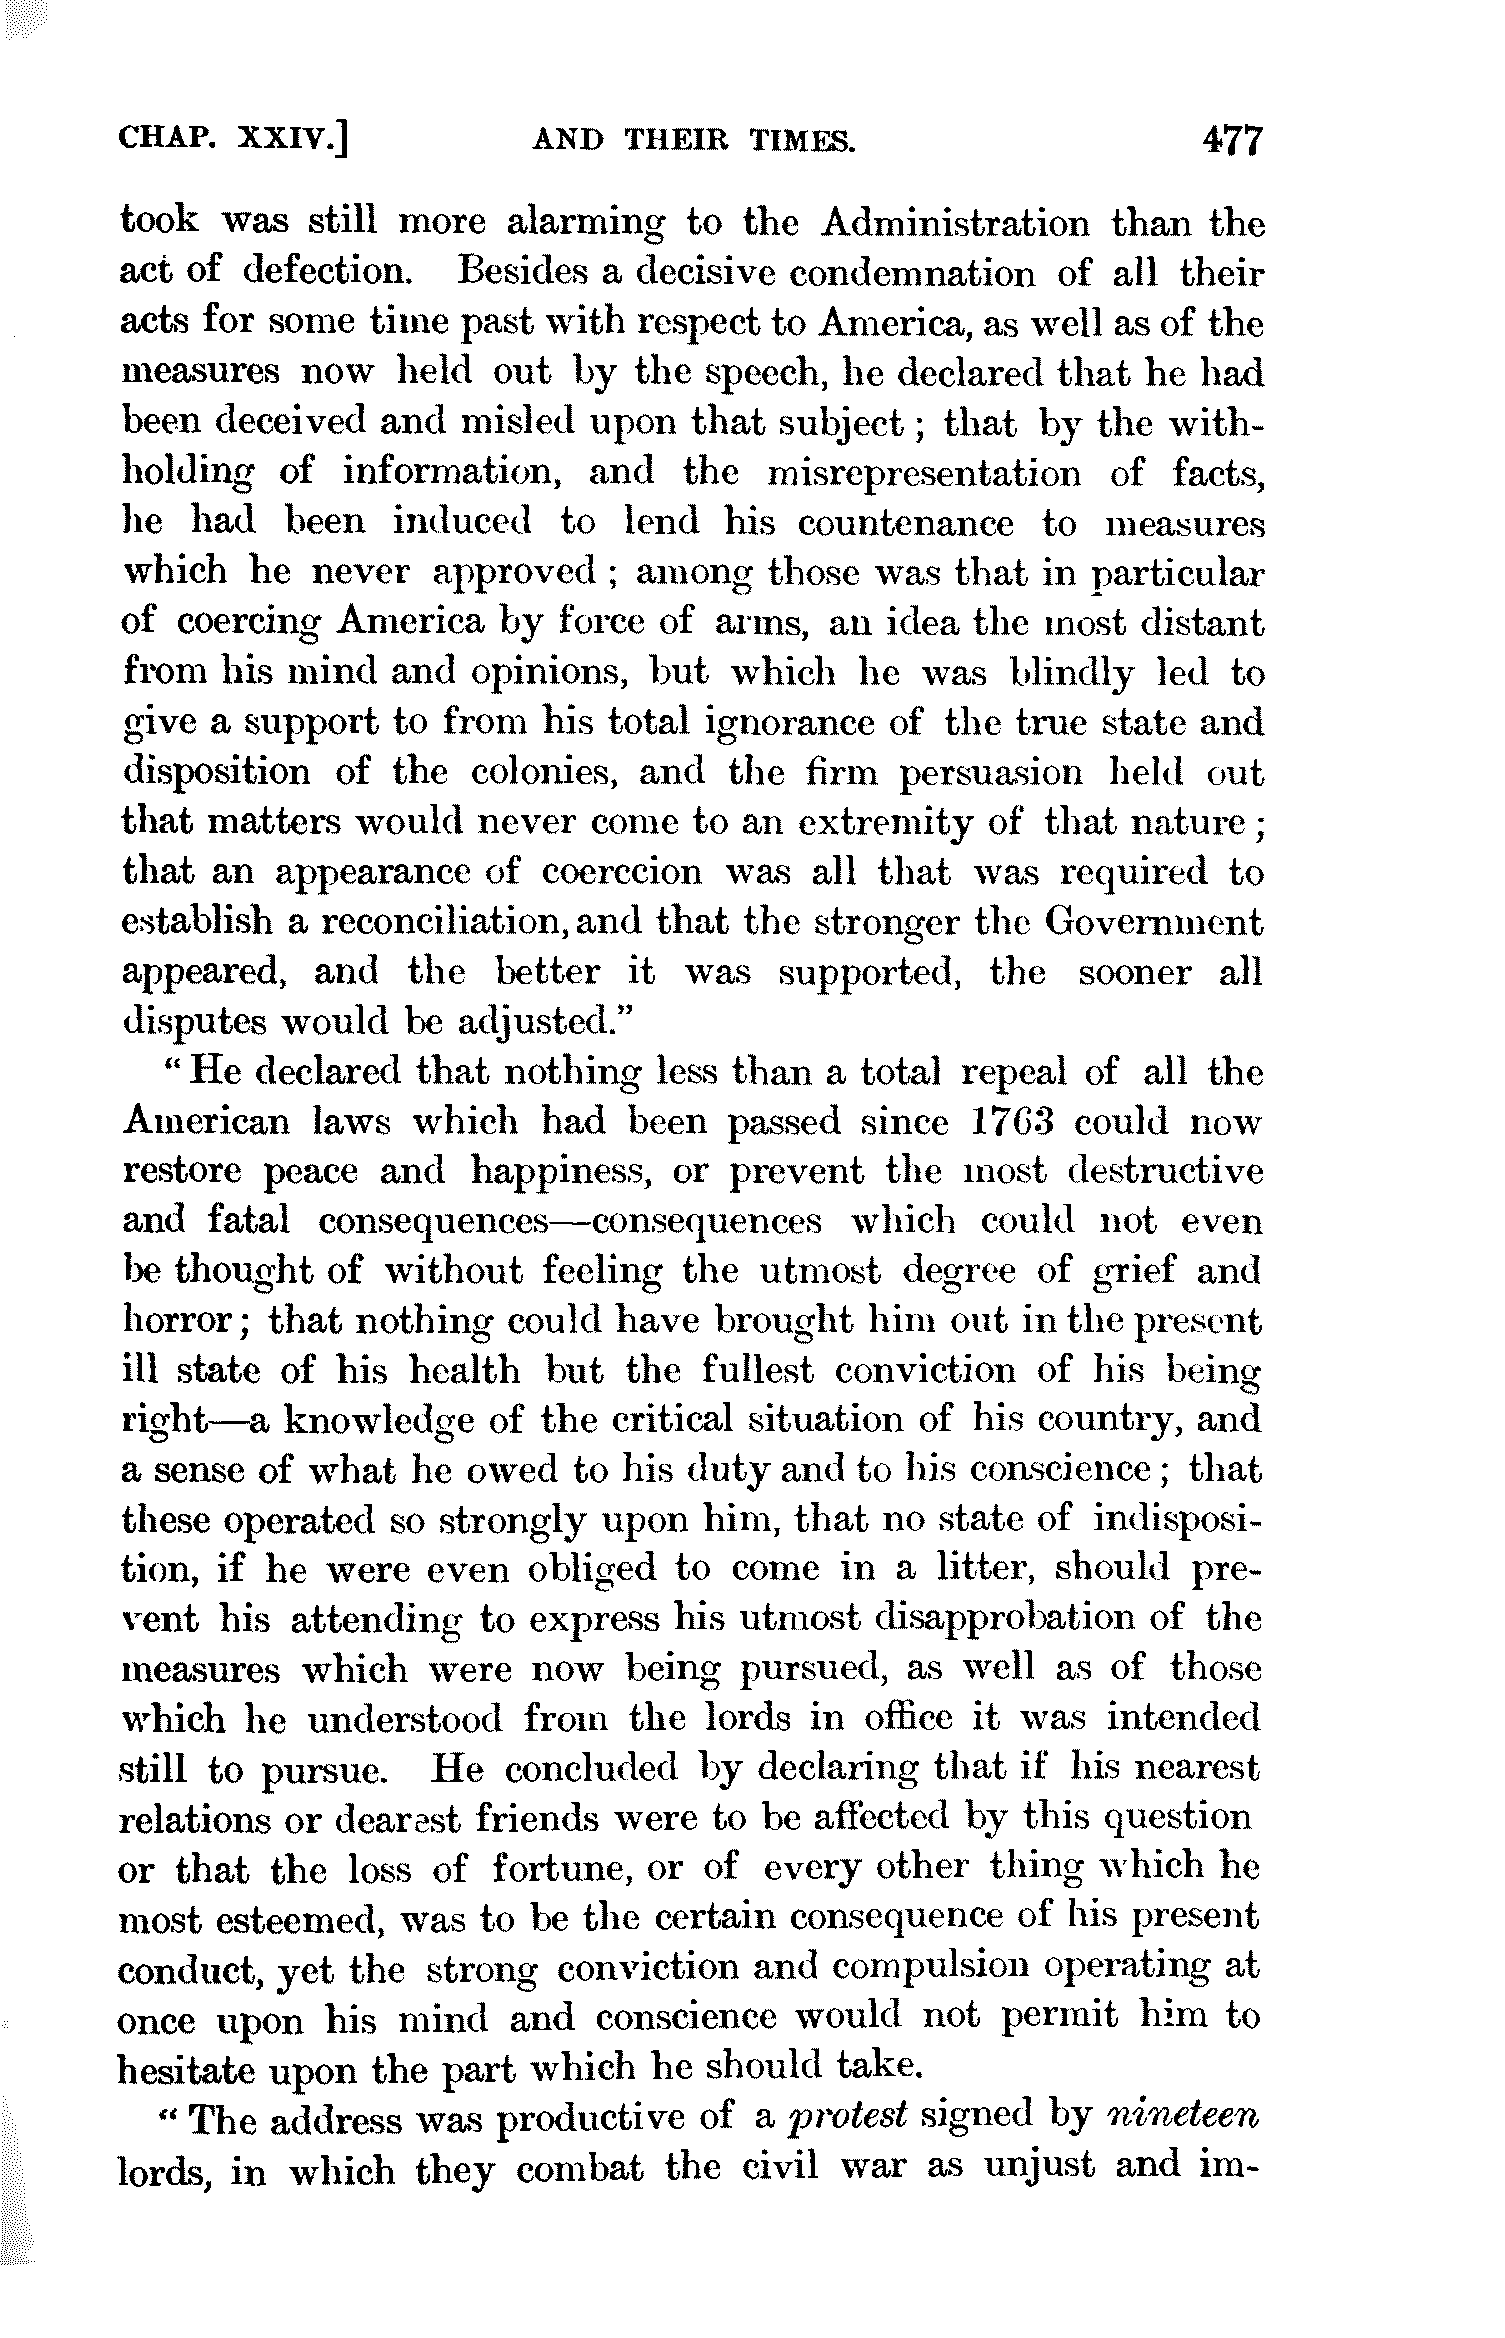 CHAP. XXIV.] AND THEIR TIMES. 477
took was still more alarming to the Administration than the
act of defection. Besides a decisive condemnation of all their
acts for some time past with respect to America, as well as of the
measures now held out by the speech, he declared that he had
been deceived and misled upon that subject ; that by the with-
holding of information, and the misrepresentation of facts,
he had been induced to lend his countenance to measures
which he never approved ; among those was that in particular
of coercing America by force of arms, an idea the most distant
from his mind and opinions, but which he was blindly led to
give a support to from his total ignorance of the true state and
disposition of the colonies, and the firm persuasion held out
that matters would never come to an extremity of that nature ;
that an appearance of coercion was all that was required to
establish a reconciliation, and that the stronger the Government
appeared, and the better it was supported, the sooner all
disputes would be adjusted.”
“ He declared that nothing less than a total repeal of all the
American laws which had been passed since 1763 could now
restore peace and happiness, or prevent the most destructive
and fatal consequences—consequences which could not even
be thought of without feeling the utmost degree of grief and
horror ; that nothing could have brought him out in the present
ill state of his health but the fullest conviction of his being
right—a knowledge of the critical situation of his country, and
a sense of what he owed to his duty and to his conscience ; that
these operated so strongly upon him, that no state of indisposi-
tion, if he were even obliged to come in a litter, should pre-
vent his attending to express his utmost disapprobation of the
measures which were now being pursued, as well as of those
which he understood from the lords in office it was intended
still to pursue. He concluded by declaring that if his nearest
relations or dearest friends were to be affected by this question
or that the loss of fortune, or of every other thing which he
most esteemed, was to be the certain consequence of his present
conduct, yet the strong conviction and compulsion operating at
once upon his mind and conscience would not permit him to
hesitate upon the part which he should take.
“ The address was productive of a protest signed by nineteen
lords, in which they combat the civil war as unjust and im-